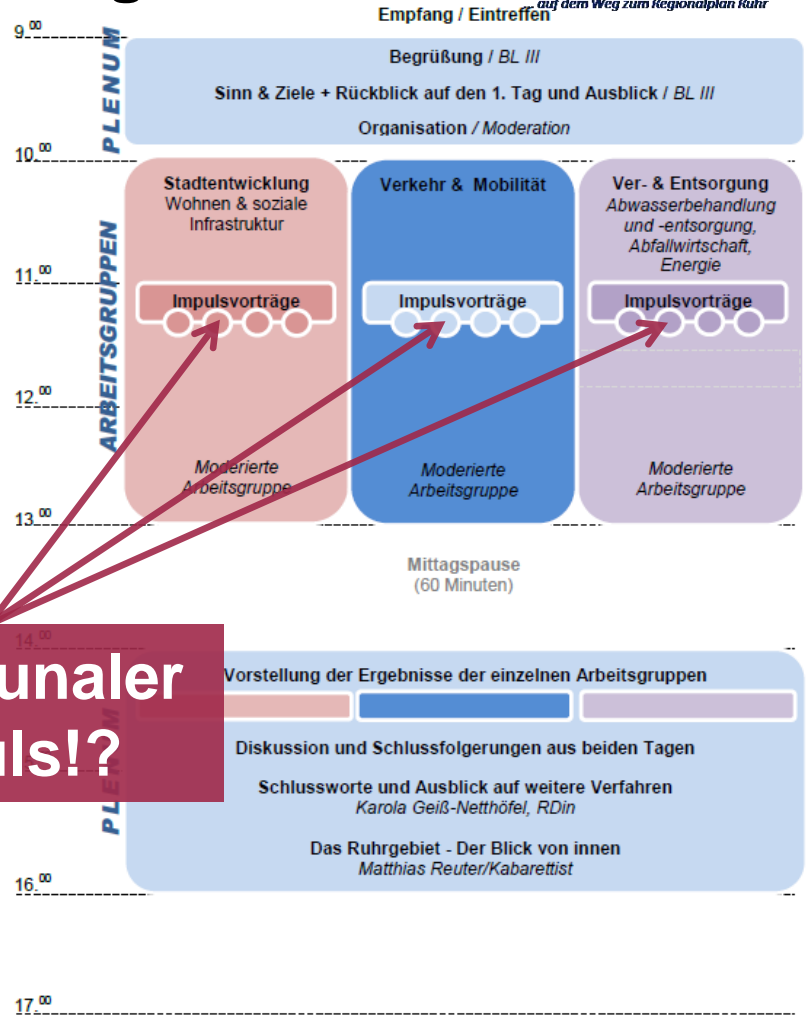 ... auf dem Weg zum Regionalplan Ruhr
Empfang / Eintreffen
9.00
PLENUM
Begrüßung / BL III
Sinn & Ziele + Rückblick auf den 1. Tag und Ausblick / BL III
Organisation / Moderation
10.00
ARBEITSGRUPPEN
Stadtentwicklung
Wohnen & soziale
Infrastruktur
Verkehr & Mobilität
Ver- & Entsorgung
Abwasserbehandlung
und -entsorgung,
Abfallwirtschaft,
Energie
11.00
Impulsvorträge
Impulsvorträge
Impulsvorträge
12.00
Moderierte
Arbeitsgruppe
Moderierte
Arbeitsgruppe
Moderierte
Arbeitsgruppe
13.00
Mittagspause
(60 Minuten)
14.00
unaler
uls!?
PLENUM
Vorstellung der Ergebnisse der einzelnen Arbeitsgruppen
Diskussion und Schlussfolgerungen aus beiden Tagen
Schlussworte und Ausblick auf weitere Verfahren
Karola Geiß-Netthöfel, RDin
Das Ruhrgebiet - Der Blick von innen
Matthias Reuter/Kabarettist
16.00
17.00